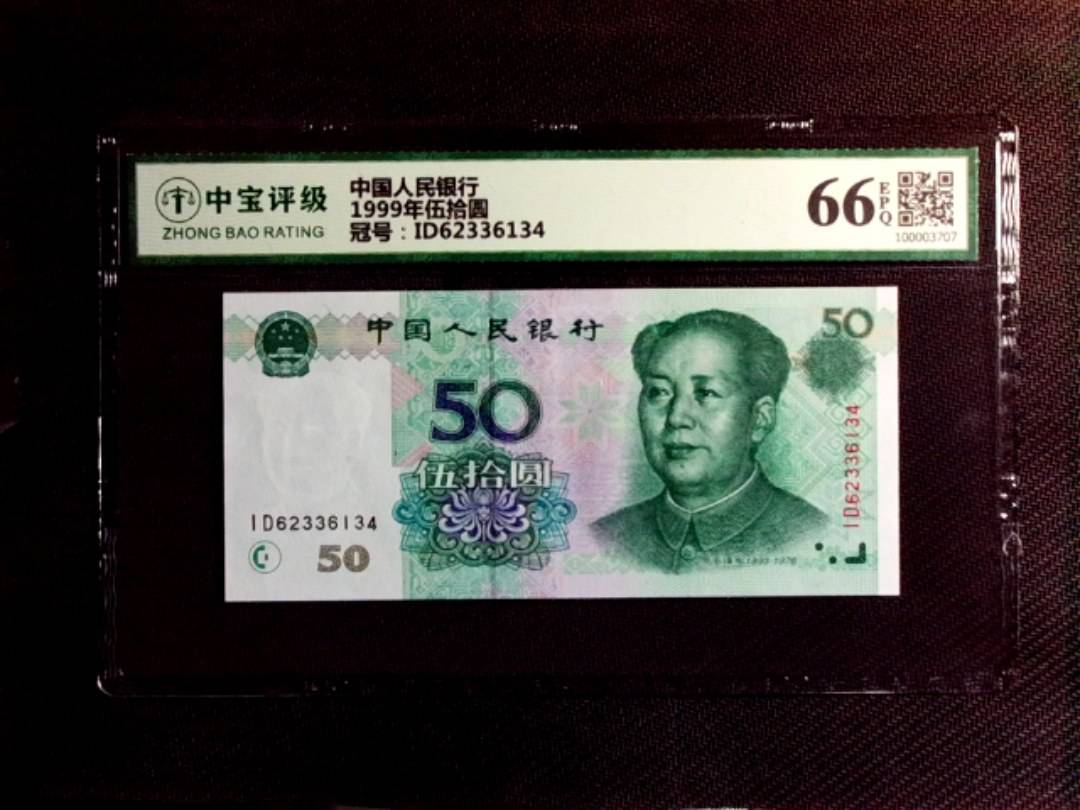 中宝评级
ZHONG BAO RATING
中国人民银行
1999年伍拾圆
冠号：ID62336134
66
EPQ
100003707
中国人民银行
50
50
伍拾圆
ID62336134
50
ID62336134